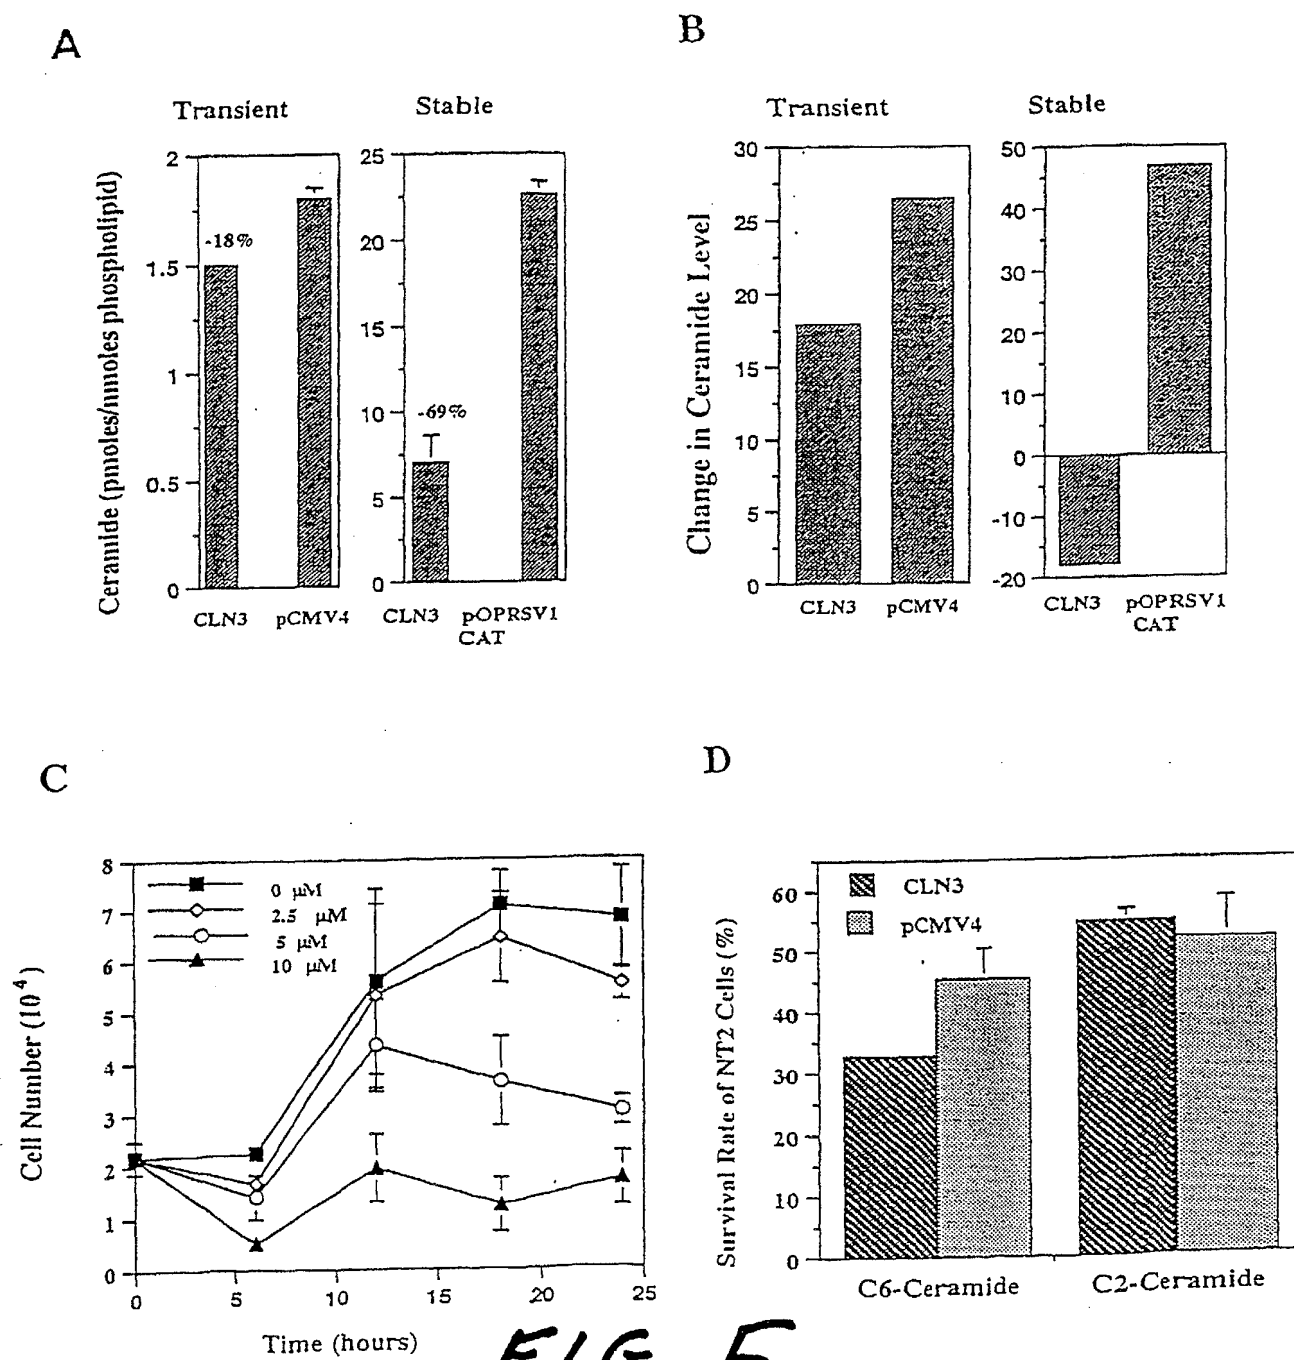 A
Transient
Stable
Ceramide (pmoles/nmoles phospholipid)
2
1.5
1
0.5
0
-18%
CLN3 pCMV4
25
20
15
10
5
0
-69%
CLN3 pOPRSV1
CAT
B
Transient
Stable
Change in Ceramide Level
30
25
20
15
10
5
0
CLN3 pCMV4
50
40
30
20
10
0
-10
-20
CLN3 pOPRSV1
CAT
C
Cell Number (10⁴)
8
7
6
5
4
3
2
1
0
0 μM
2.5 μM
5 μM
10 μM
0 5 10 15 20 25
Time (hours)
D
Survival Rate of NT2 Cells (%)
60
50
40
30
20
10
0
CLN3
pCMV4
C6-Ceramide C2-Ceramide
FIG. 5